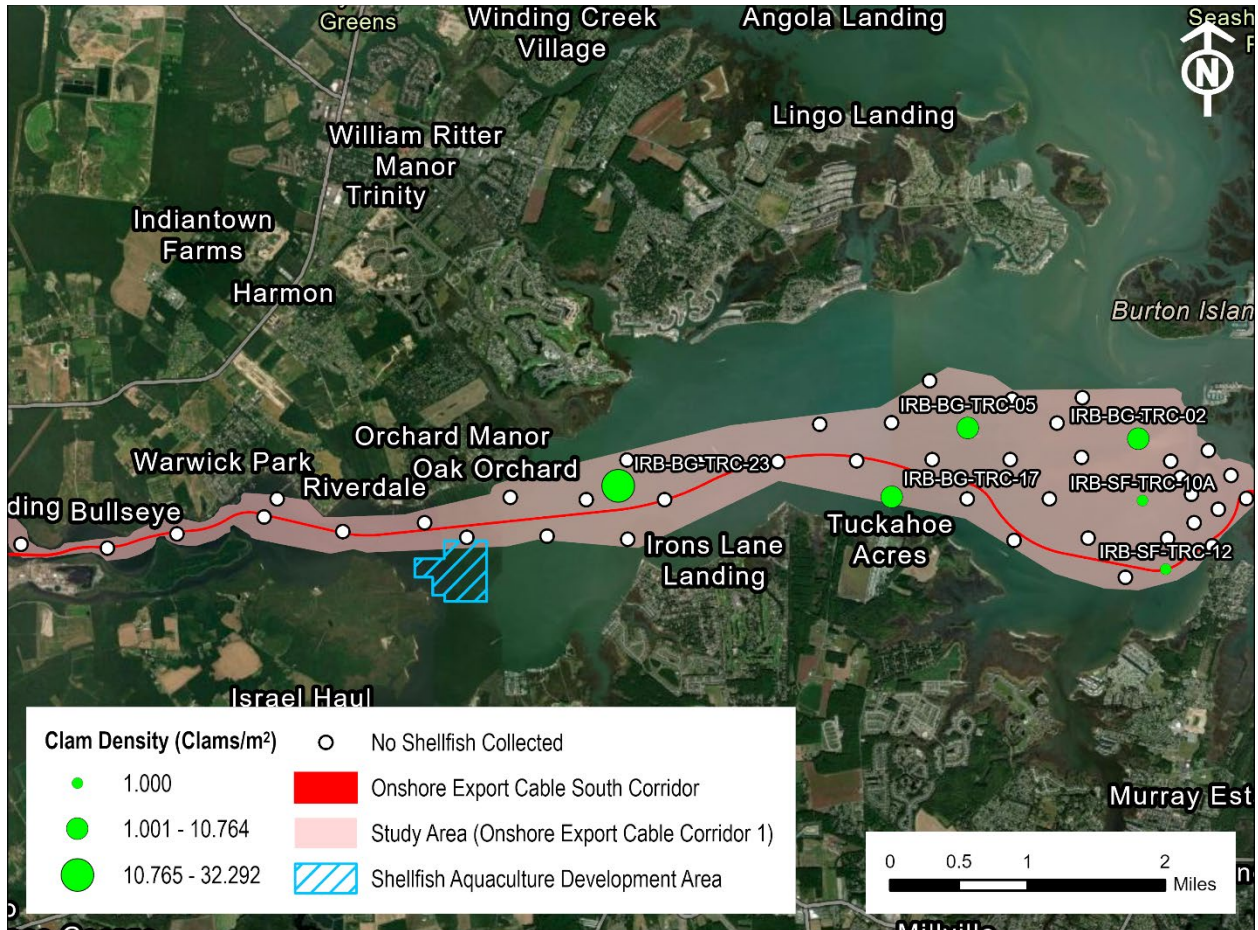 Greens
Winding Creek
Village
Angola Landing
Seash
N
Lingo Landing
William Ritter
Manor
Trinity
Indiantown
Farms
Harmon
Burton Islan
IRB-BG-TRC-05
IRB-BG-TRC-02
Orchard Manor
Oak Orchard
IRB-BG-TRC-23
Warwick Park
Riverdale
IRB-BG-TRC-17
IRB-SF-TRC-10A
ding
Bullseye
Tuckahoe
Acres
Irons Lane
Landing
IRB-SF-TRC-12
Israel Haul
Clam Density (Clams/m²)
1.000
1.001 - 10.764
10.765 - 32.292
No Shellfish Collected
Onshore Export Cable South Corridor
Study Area (Onshore Export Cable Corridor 1)
Shellfish Aquaculture Development Area
Murray Est
0 0.5 1 2
Miles